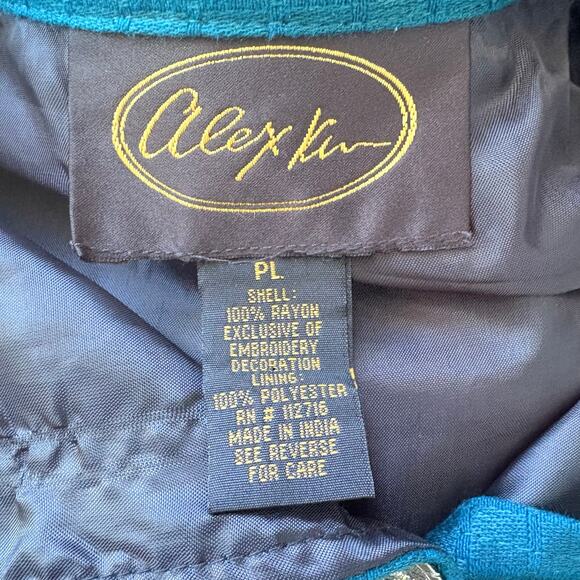 Alex Kim
PL
SHELL:
100% RAYON
EXCLUSIVE OF
EMBROIDERY
DECORATION
LINING:
100% POLYESTER
RN # 112716
MADE IN INDIA
SEE REVERSE
FOR CARE